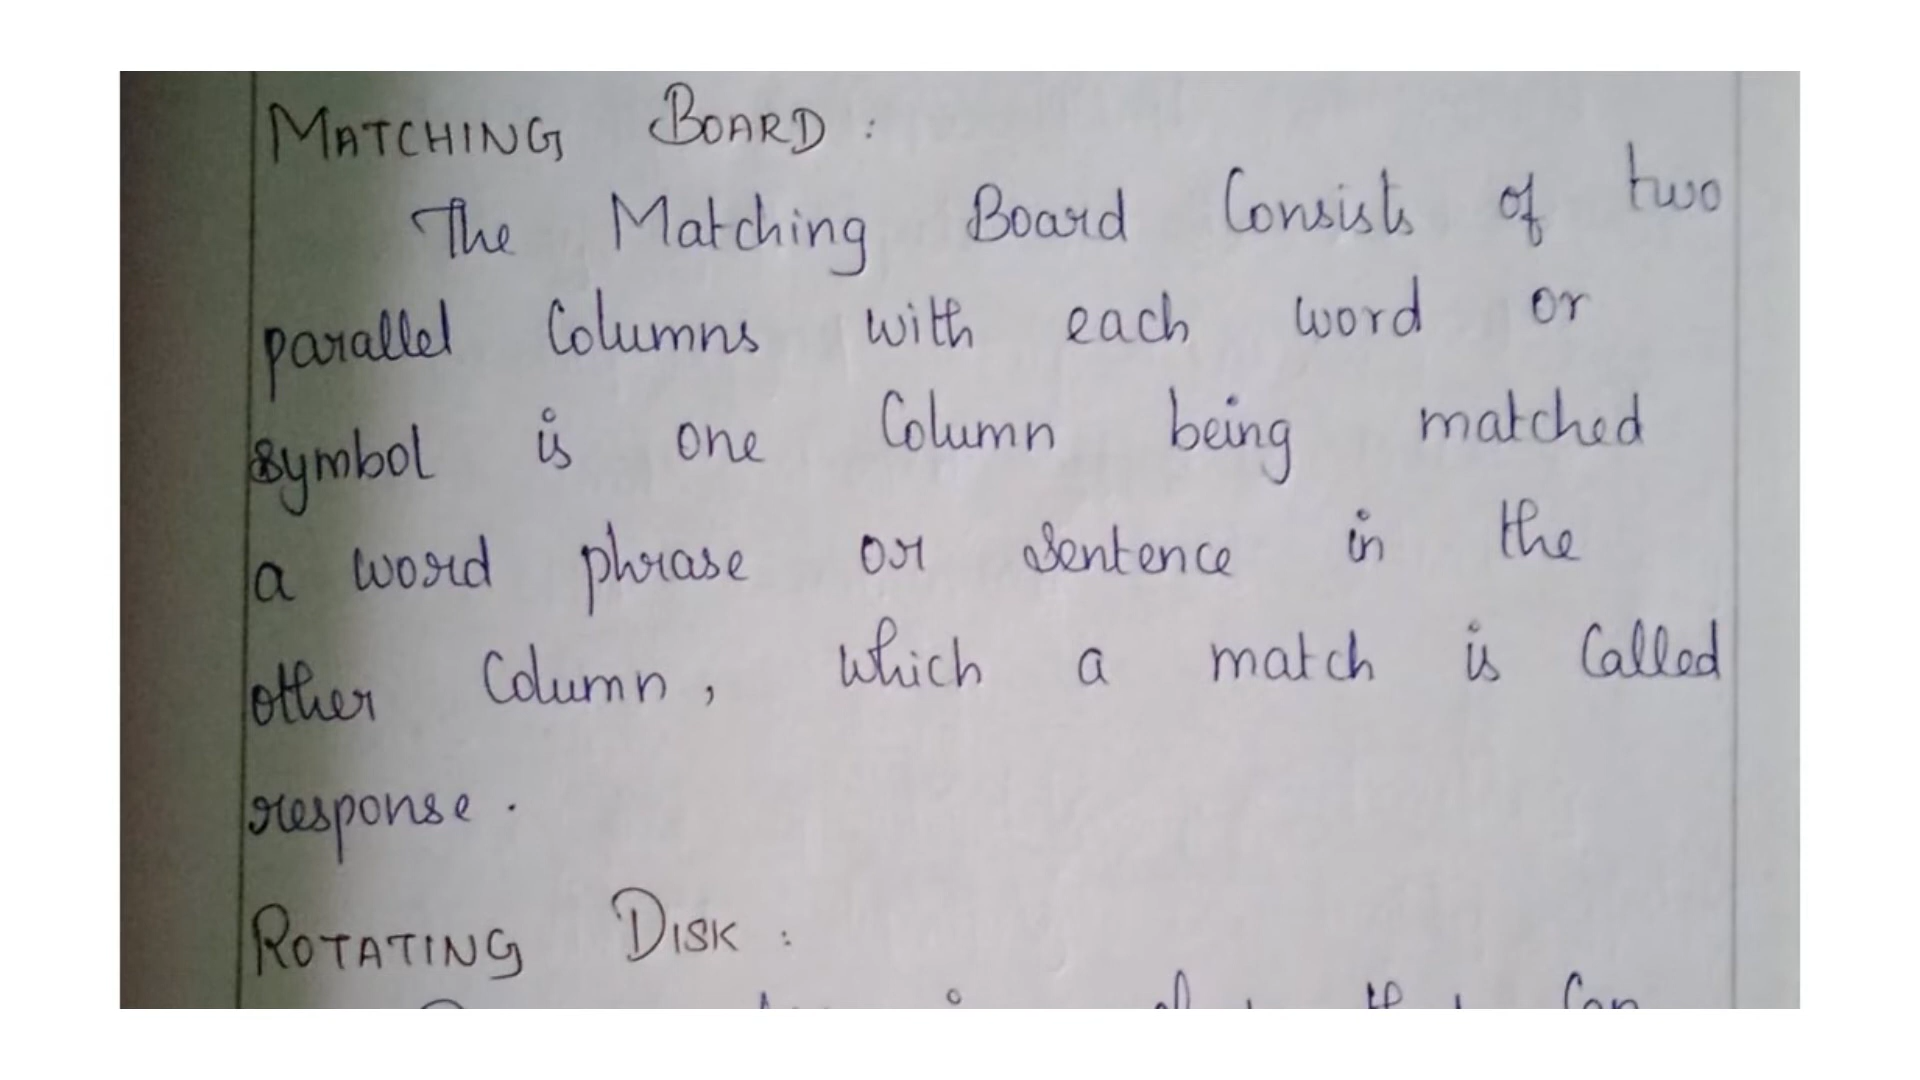 MATCHING BOARD :
The Matching Board Consists of two
parallel Columns with each word or
symbol is one Column being matched
a word phrase or sentence in the
other Column, which a match is Called
response .
ROTATING DISK :